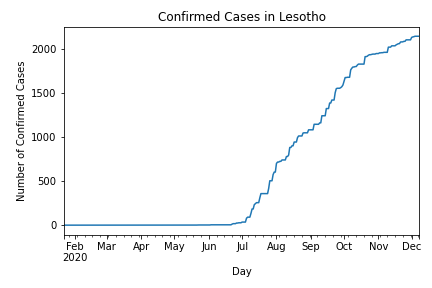 Confirmed Cases in Lesotho
Number of Confirmed Cases
2000
1500
1000
500
0
Feb Mar Apr May Jun Jul Aug Sep Oct Nov Dec
2020
Day